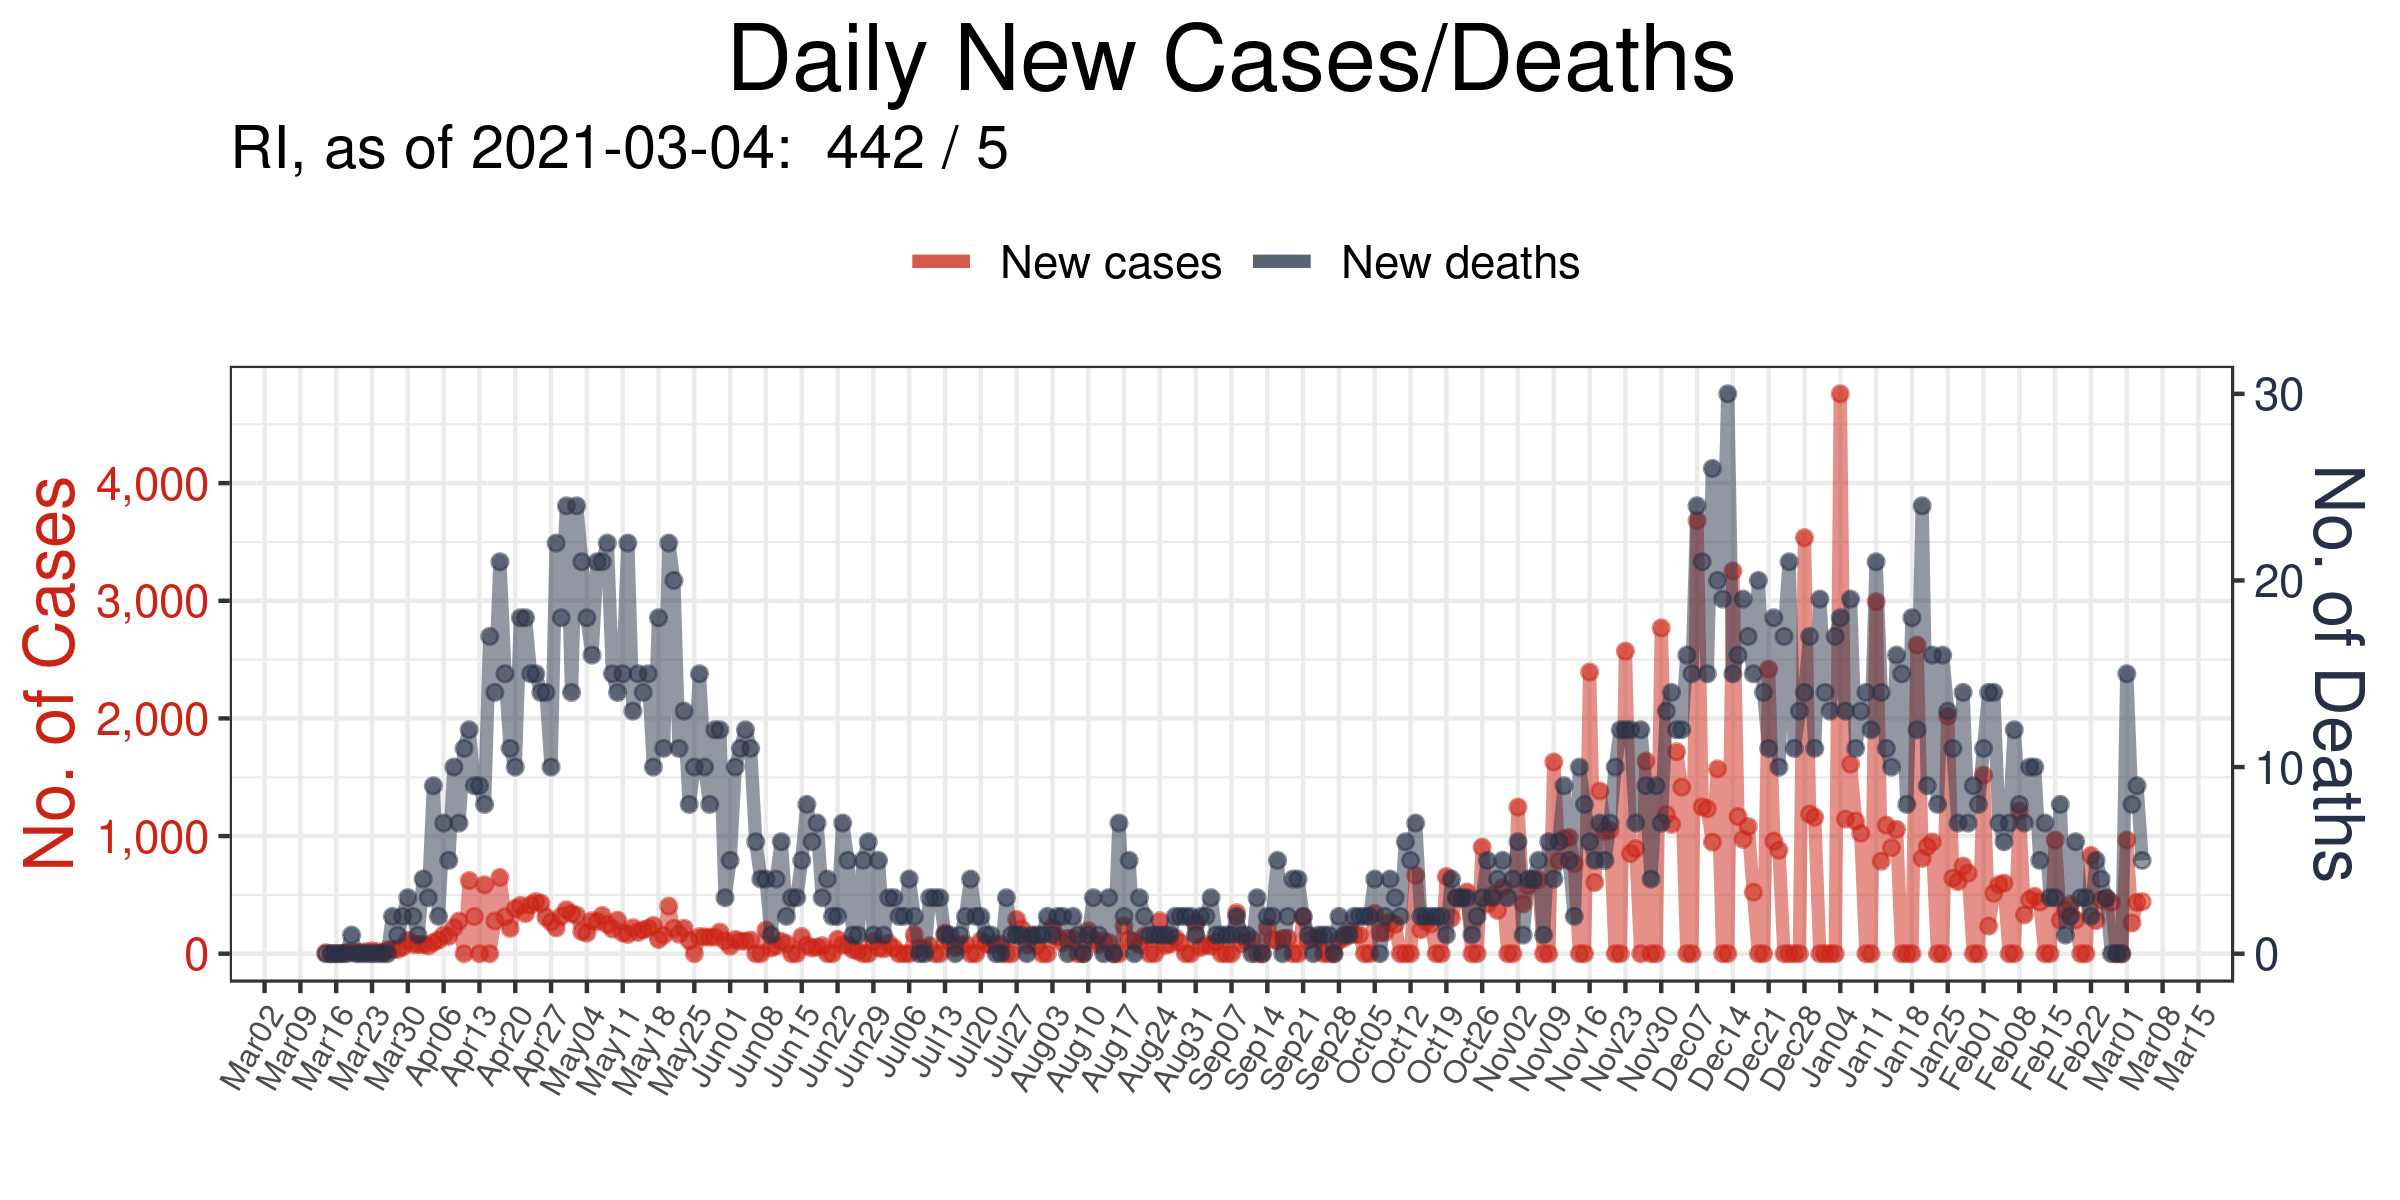 Daily New Cases/Deaths
RI, as of 2021-03-04:  442 / 5
New cases
New deaths
No. of Cases
4,000
3,000
2,000
1,000
0
30
20
10
0
No. of Deaths
Mar02
Mar09
Mar16
Mar23
Mar30
Apr06
Apr13
Apr20
Apr27
May04
May11
May18
May25
Jun01
Jun08
Jun15
Jun22
Jun29
Jul06
Jul13
Jul20
Jul27
Aug03
Aug10
Aug17
Aug24
Aug31
Sep07
Sep14
Sep21
Sep28
Oct05
Oct12
Oct19
Oct26
Nov02
Nov09
Nov16
Nov23
Nov30
Dec07
Dec14
Dec21
Dec28
Jan04
Jan11
Jan18
Jan25
Feb01
Feb08
Feb15
Feb22
Mar01
Mar08
Mar15